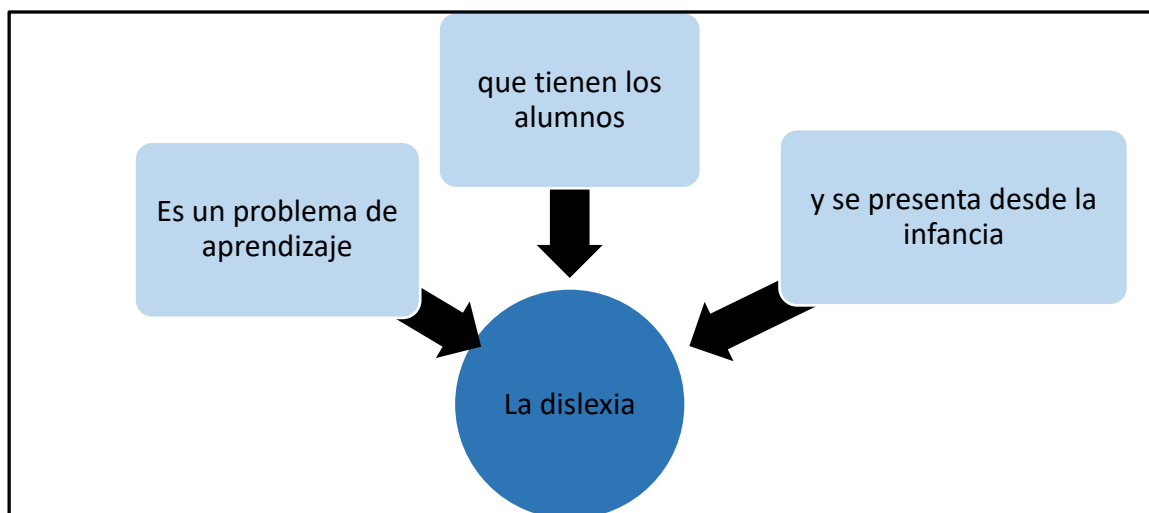 Es un problema de
aprendizaje
que tienen los
alumnos
y se presenta desde la
infancia
La dislexia